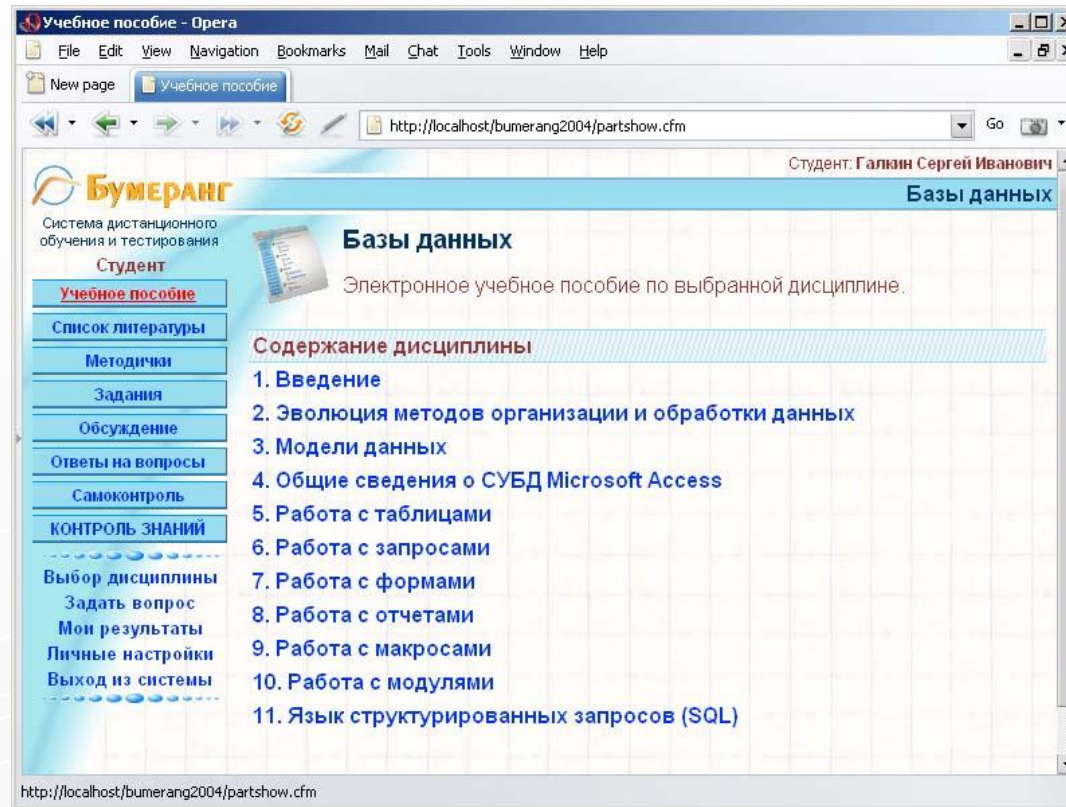 Учебное пособие - Opera
File Edit View Navigation Bookmarks Mail Chat Tools Window Help
New page Учебное пособие
http://localhost/bumerang2004/partshow.cfm Go
Студент: Галкин Сергей Иванович
Бумеранг
Базы данных
Система дистанционного
обучения и тестирования
Студент
Учебное пособие
Список литературы
Методички
Задания
Обсуждение
Ответы на вопросы
Самоконтроль
КОНТРОЛЬ ЗНАНИЙ
Выбор дисциплины
Задать вопрос
Мои результаты
Личные настройки
Выход из системы
Базы данных
Электронное учебное пособие по выбранной дисциплине.
Содержание дисциплины
1. Введение
2. Эволюция методов организации и обработки данных
3. Модели данных
4. Общие сведения о СУБД Microsoft Access
5. Работа с таблицами
6. Работа с запросами
7. Работа с формами
8. Работа с отчетами
9. Работа с макросами
10. Работа с модулями
11. Язык структурированных запросов (SQL)
http://localhost/bumerang2004/partshow.cfm